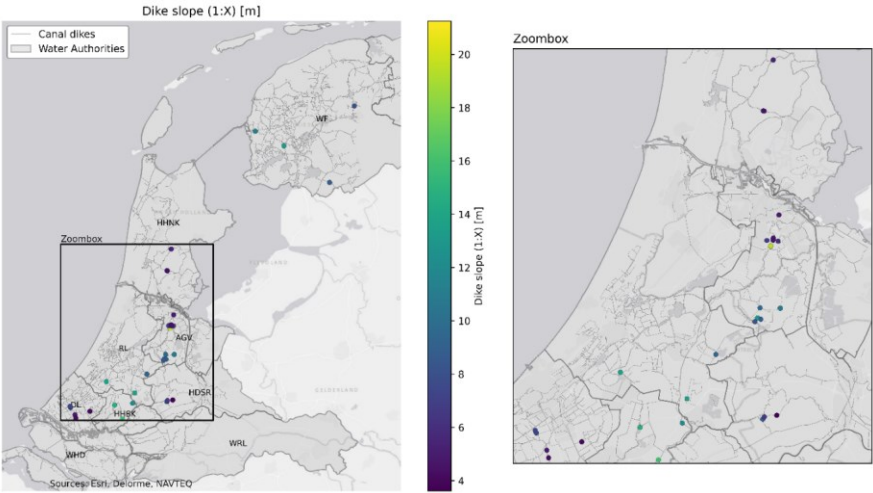 Dike slope (1:X) [m]
Canal dikes
Water Authorities
WF
HHNK
Zoombox
RL
AGV
HDSR
DL
HHSK
WRL
WHD
GELDERLAND
Sources: Esri, Delorme, NAVTEQ
20
18
16
14
12
10
8
6
4
Dike slope (1:X) [m]
Zoombox